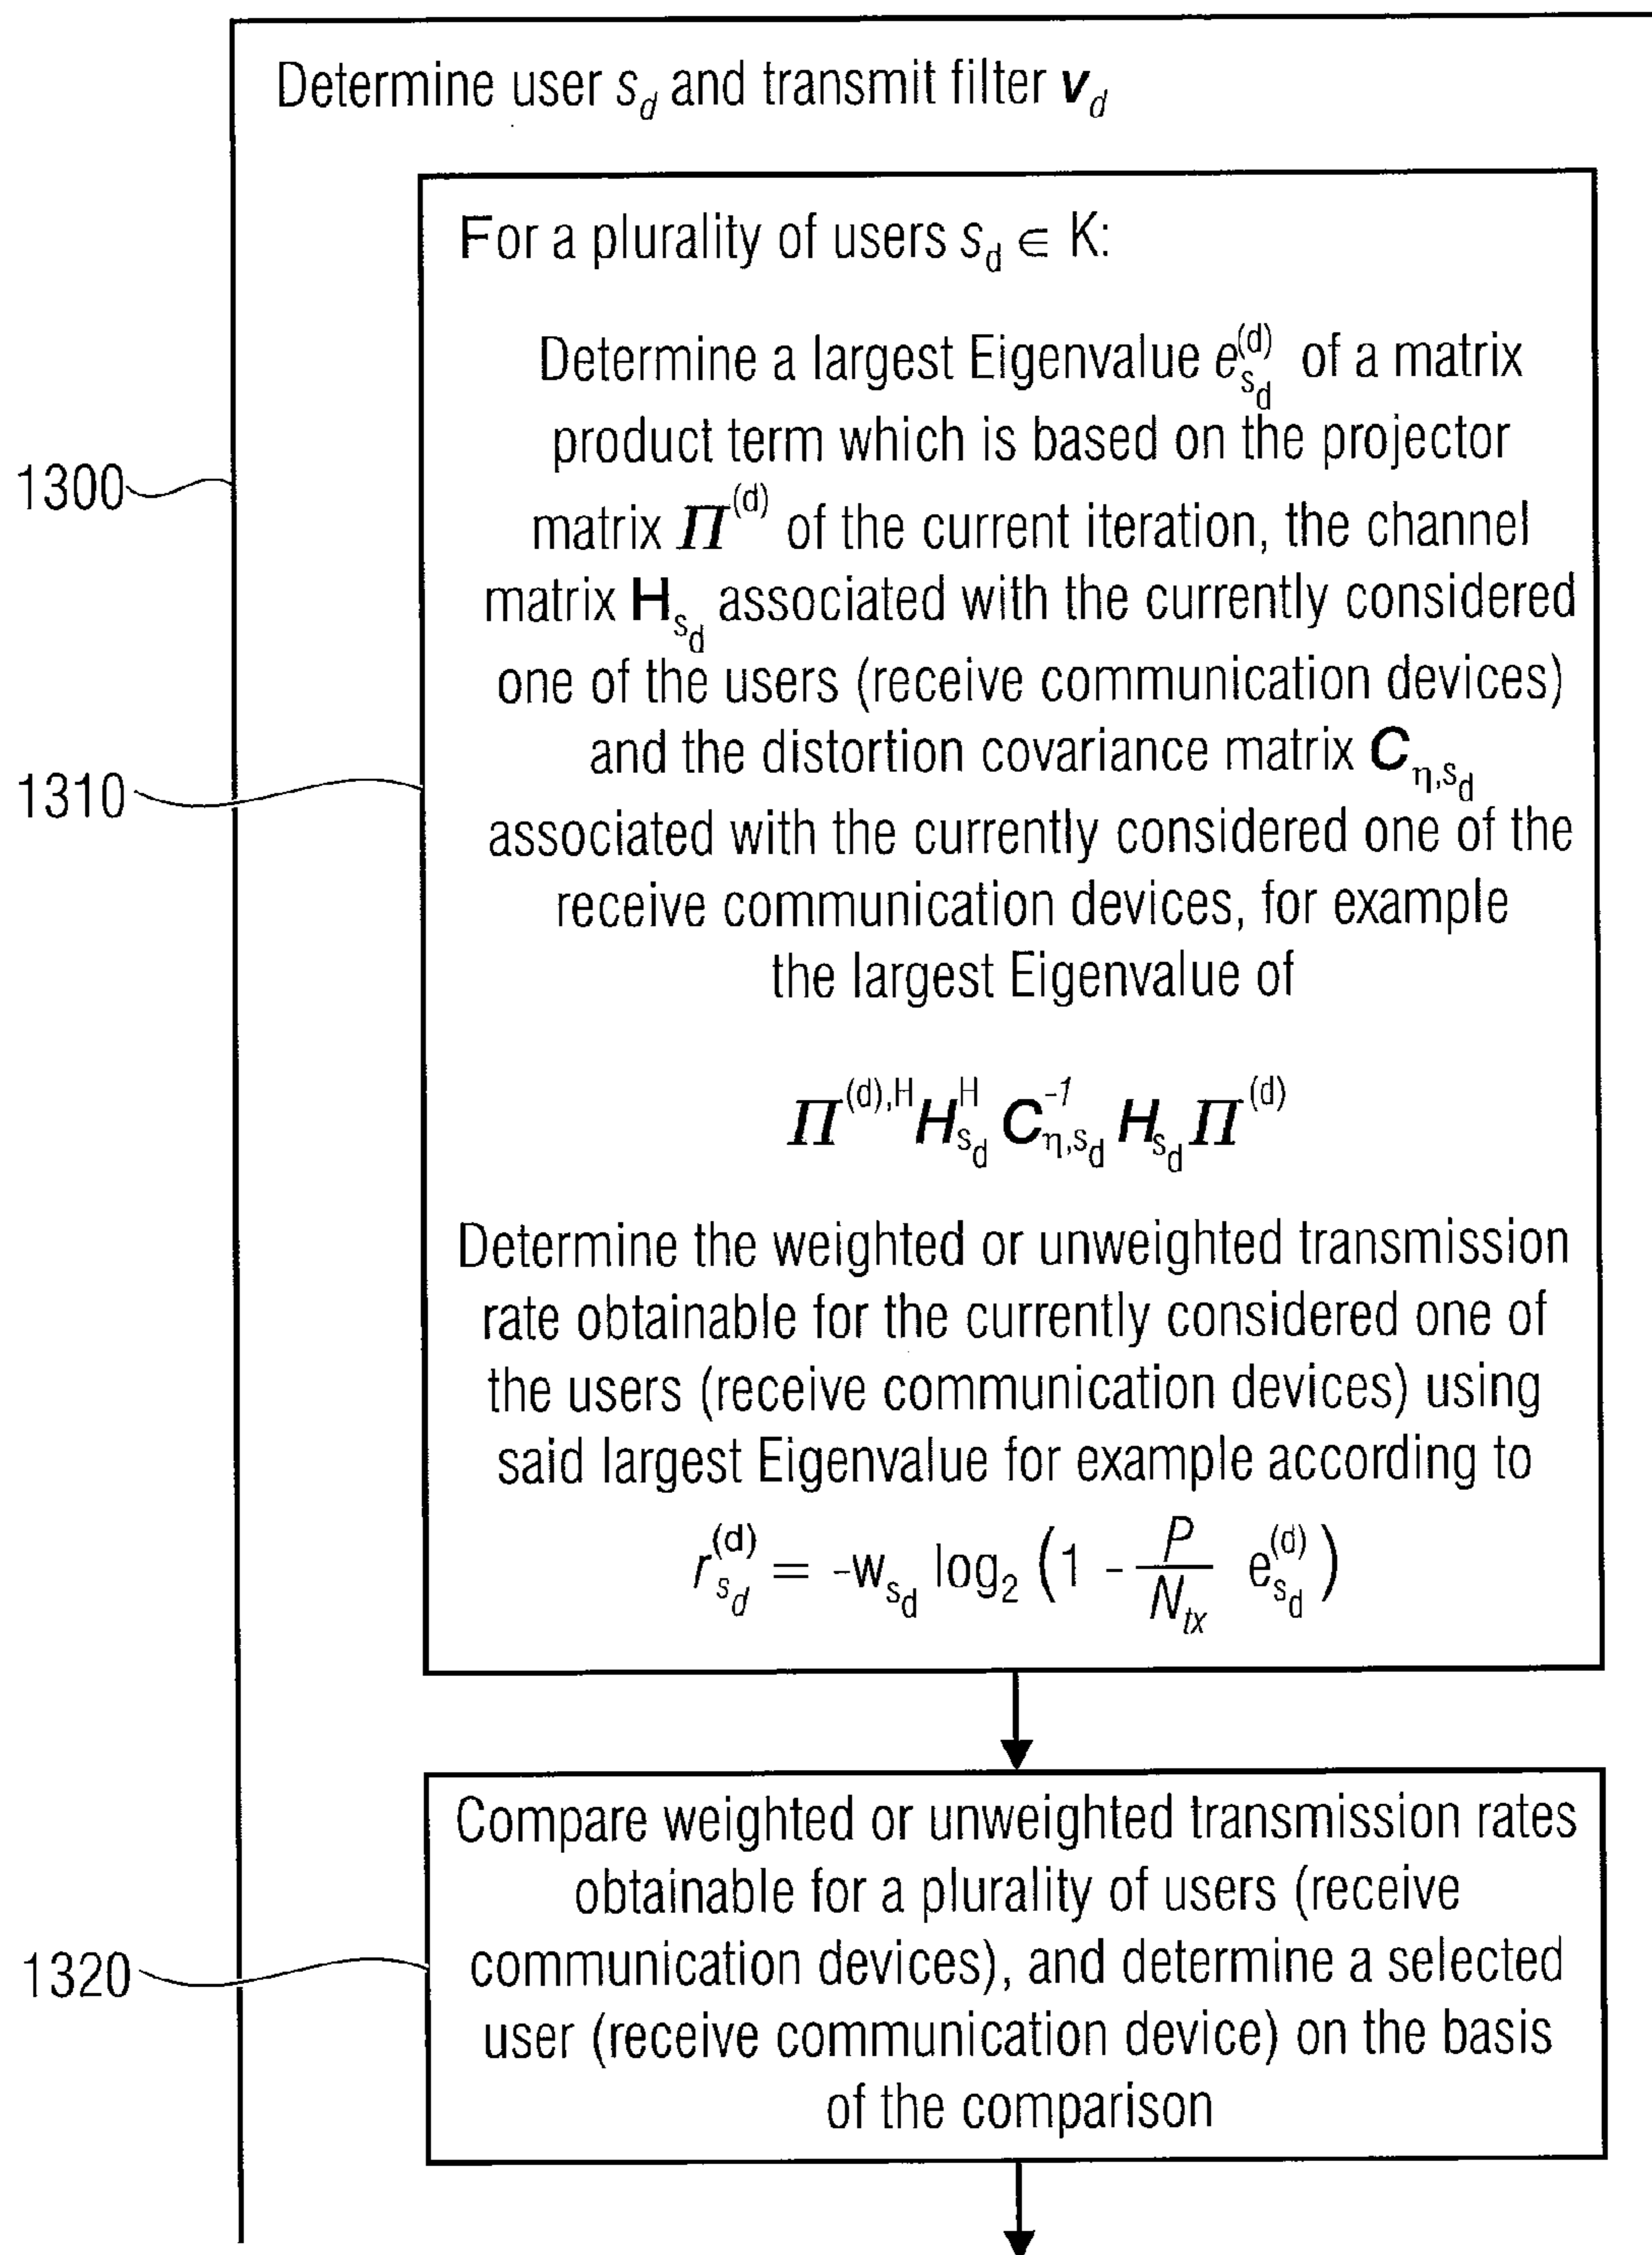 Determine user s_d and transmit filter v_d
For a plurality of users s_d ∈ K:
Determine a largest Eigenvalue e_{s_d}^{(d)} of a matrix
product term which is based on the projector
1300
matrix Π^{(d)} of the current iteration, the channel
matrix H_{s_d} associated with the currently considered
one of the users (receive communication devices)
and the distortion covariance matrix C_{η,s_d}
1310
associated with the currently considered one of the
receive communication devices, for example
the largest Eigenvalue of
Π^{(d),H} H_{s_d}^H C_{η,s_d}^{-1} H_{s_d} Π^{(d)}
Determine the weighted or unweighted transmission
rate obtainable for the currently considered one of
the users (receive communication devices) using
said largest Eigenvalue for example according to
r_{s_d}^{(d)} = -w_{s_d} log_2 (1 - \frac{P}{N_{tx}} e_{s_d}^{(d)})
Compare weighted or unweighted transmission rates
obtainable for a plurality of users (receive
1320
communication devices), and determine a selected
user (receive communication device) on the basis
of the comparison